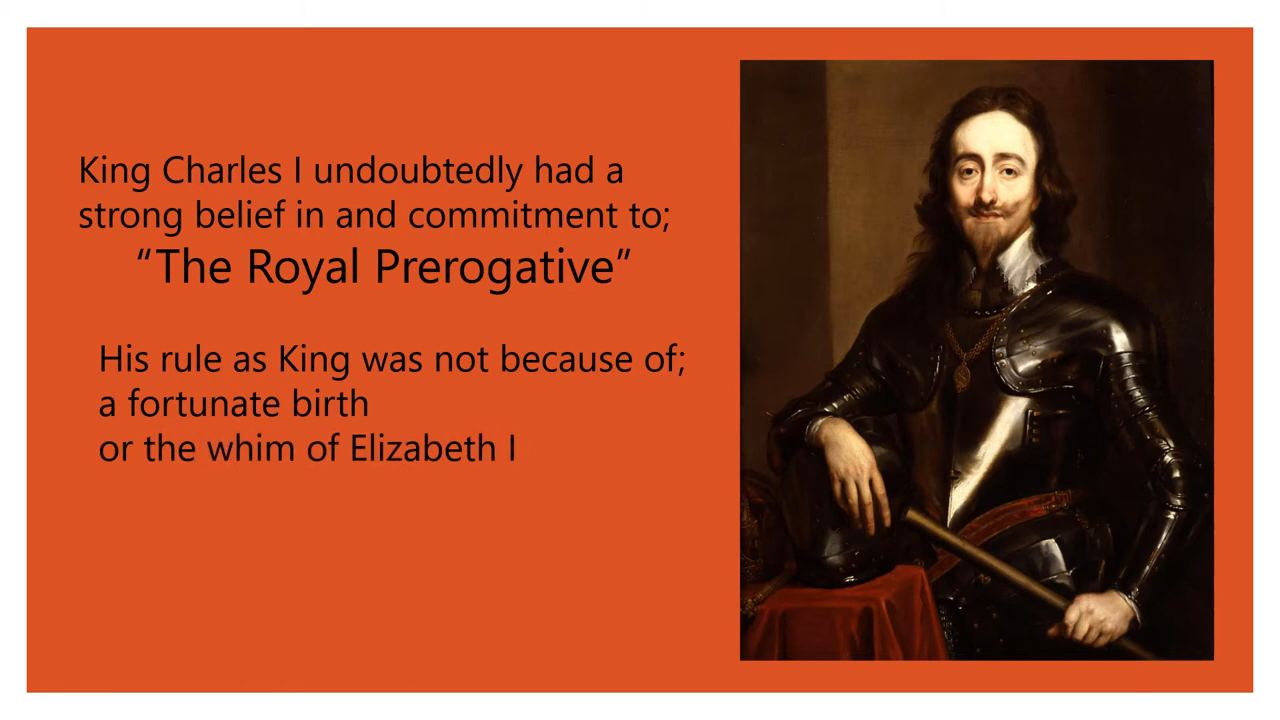 King Charles I undoubtedly had a
strong belief in and commitment to;
“The Royal Prerogative”
His rule as King was not because of;
a fortunate birth
or the whim of Elizabeth I